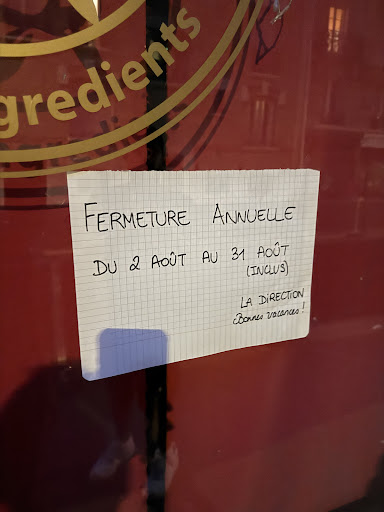 gredients
FERMETURE ANNUELLE
DU 2 AOÛT AU 31 AOÛT
(INCLUS)
LA DIRECTION
Bonnes vacances !